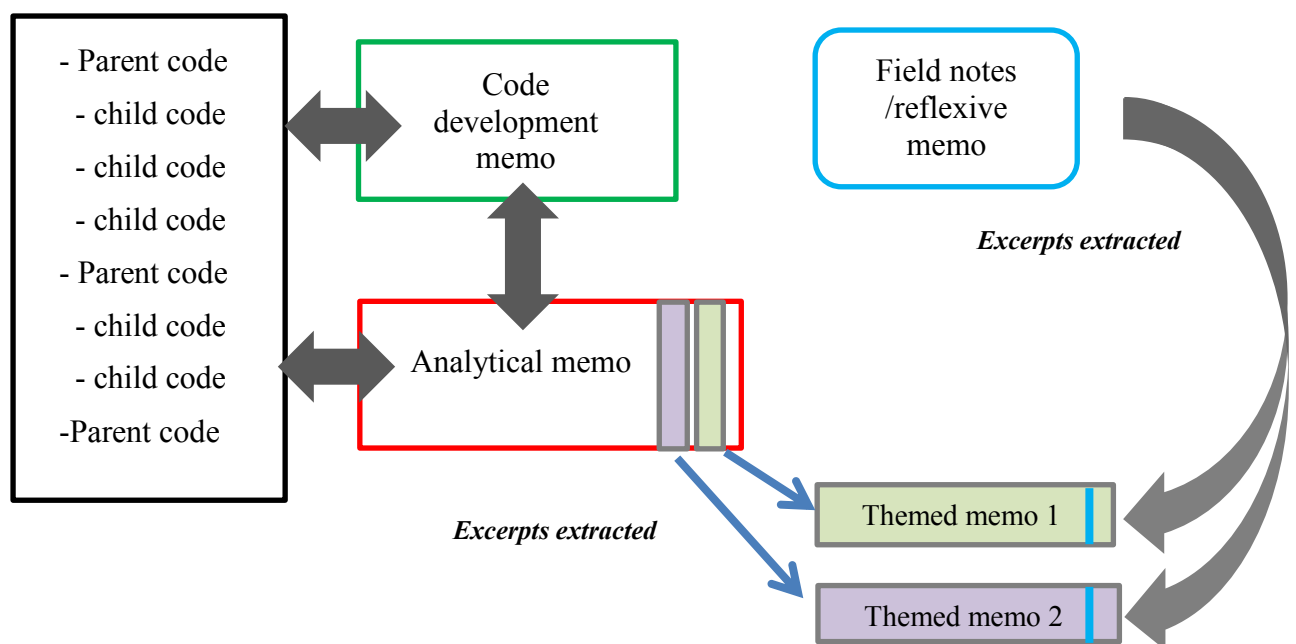 - Parent code
- child code
- child code
- child code
- Parent code
- child code
- child code
-Parent code
Code
development
memo
Analytical memo
Excerpts extracted
Field notes
/reflexive
memo
Excerpts extracted
Themed memo 1
Themed memo 2